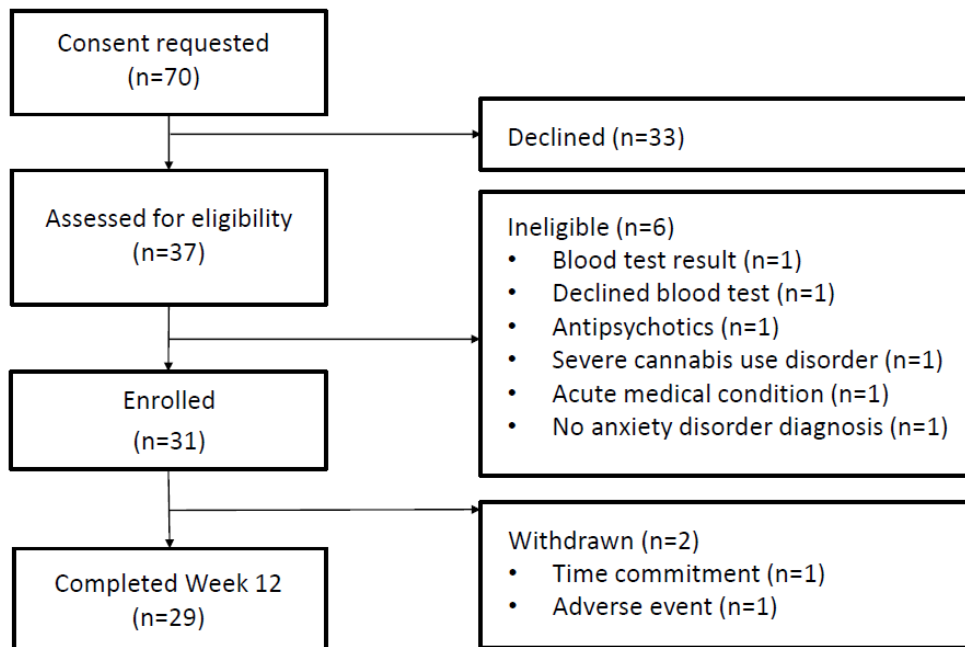 Consent requested
(n=70)
Declined (n=33)
Assessed for eligibility
(n=37)
Ineligible (n=6)
• Blood test result (n=1)
• Declined blood test (n=1)
• Antipsychotics (n=1)
• Severe cannabis use disorder (n=1)
• Acute medical condition (n=1)
• No anxiety disorder diagnosis (n=1)
Enrolled
(n=31)
Withdrawn (n=2)
• Time commitment (n=1)
• Adverse event (n=1)
Completed Week 12
(n=29)